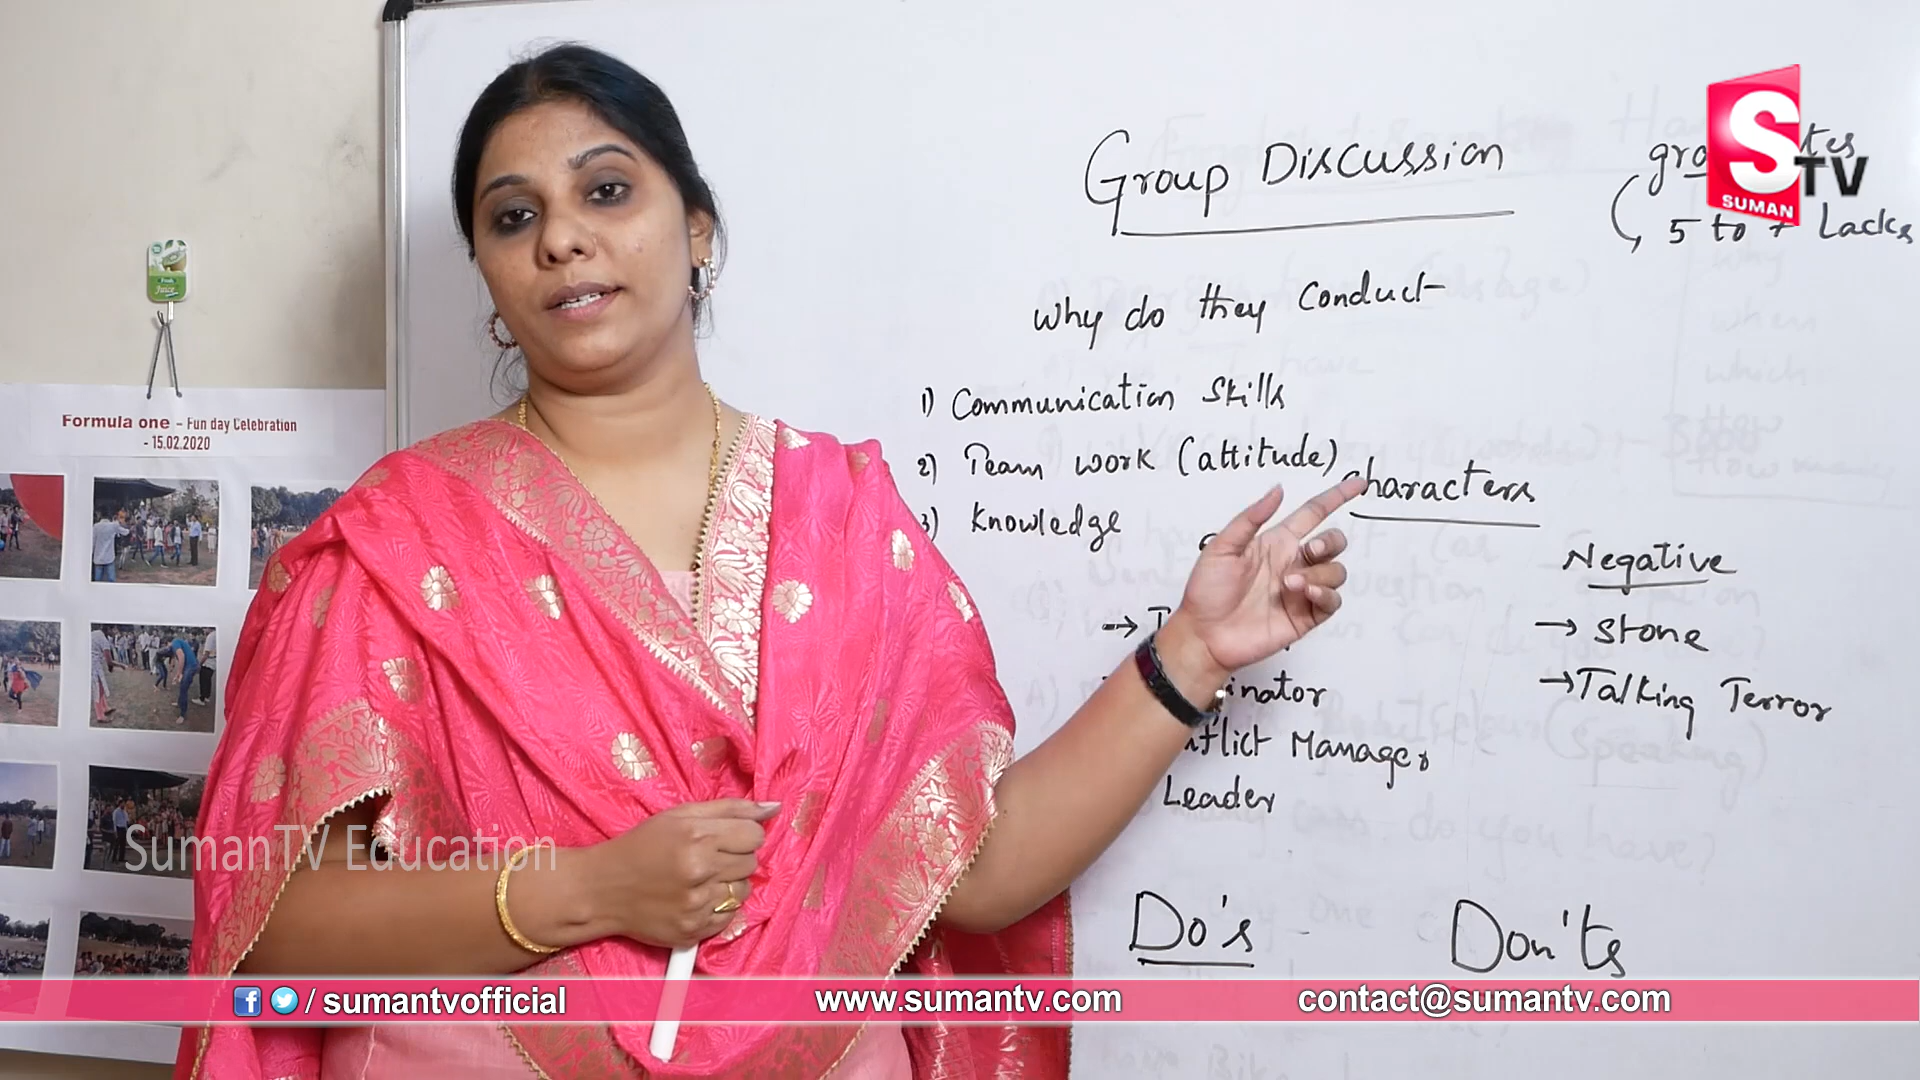 Group Discussion
5 to 7 Lacks
S
TV
SUMAN
Why do they Conduct
1) Communication Skills
2) Team work (attitude)
3) Knowledge
Characters
Negative
→ Stone
→ Talking Terror
Manager
Leader
Do's
Don'ts
Formula one - Fun day Celebration
- 15.02.2020
SumanTV Education
/ sumantvofficial
www.sumantv.com
contact@sumantv.com